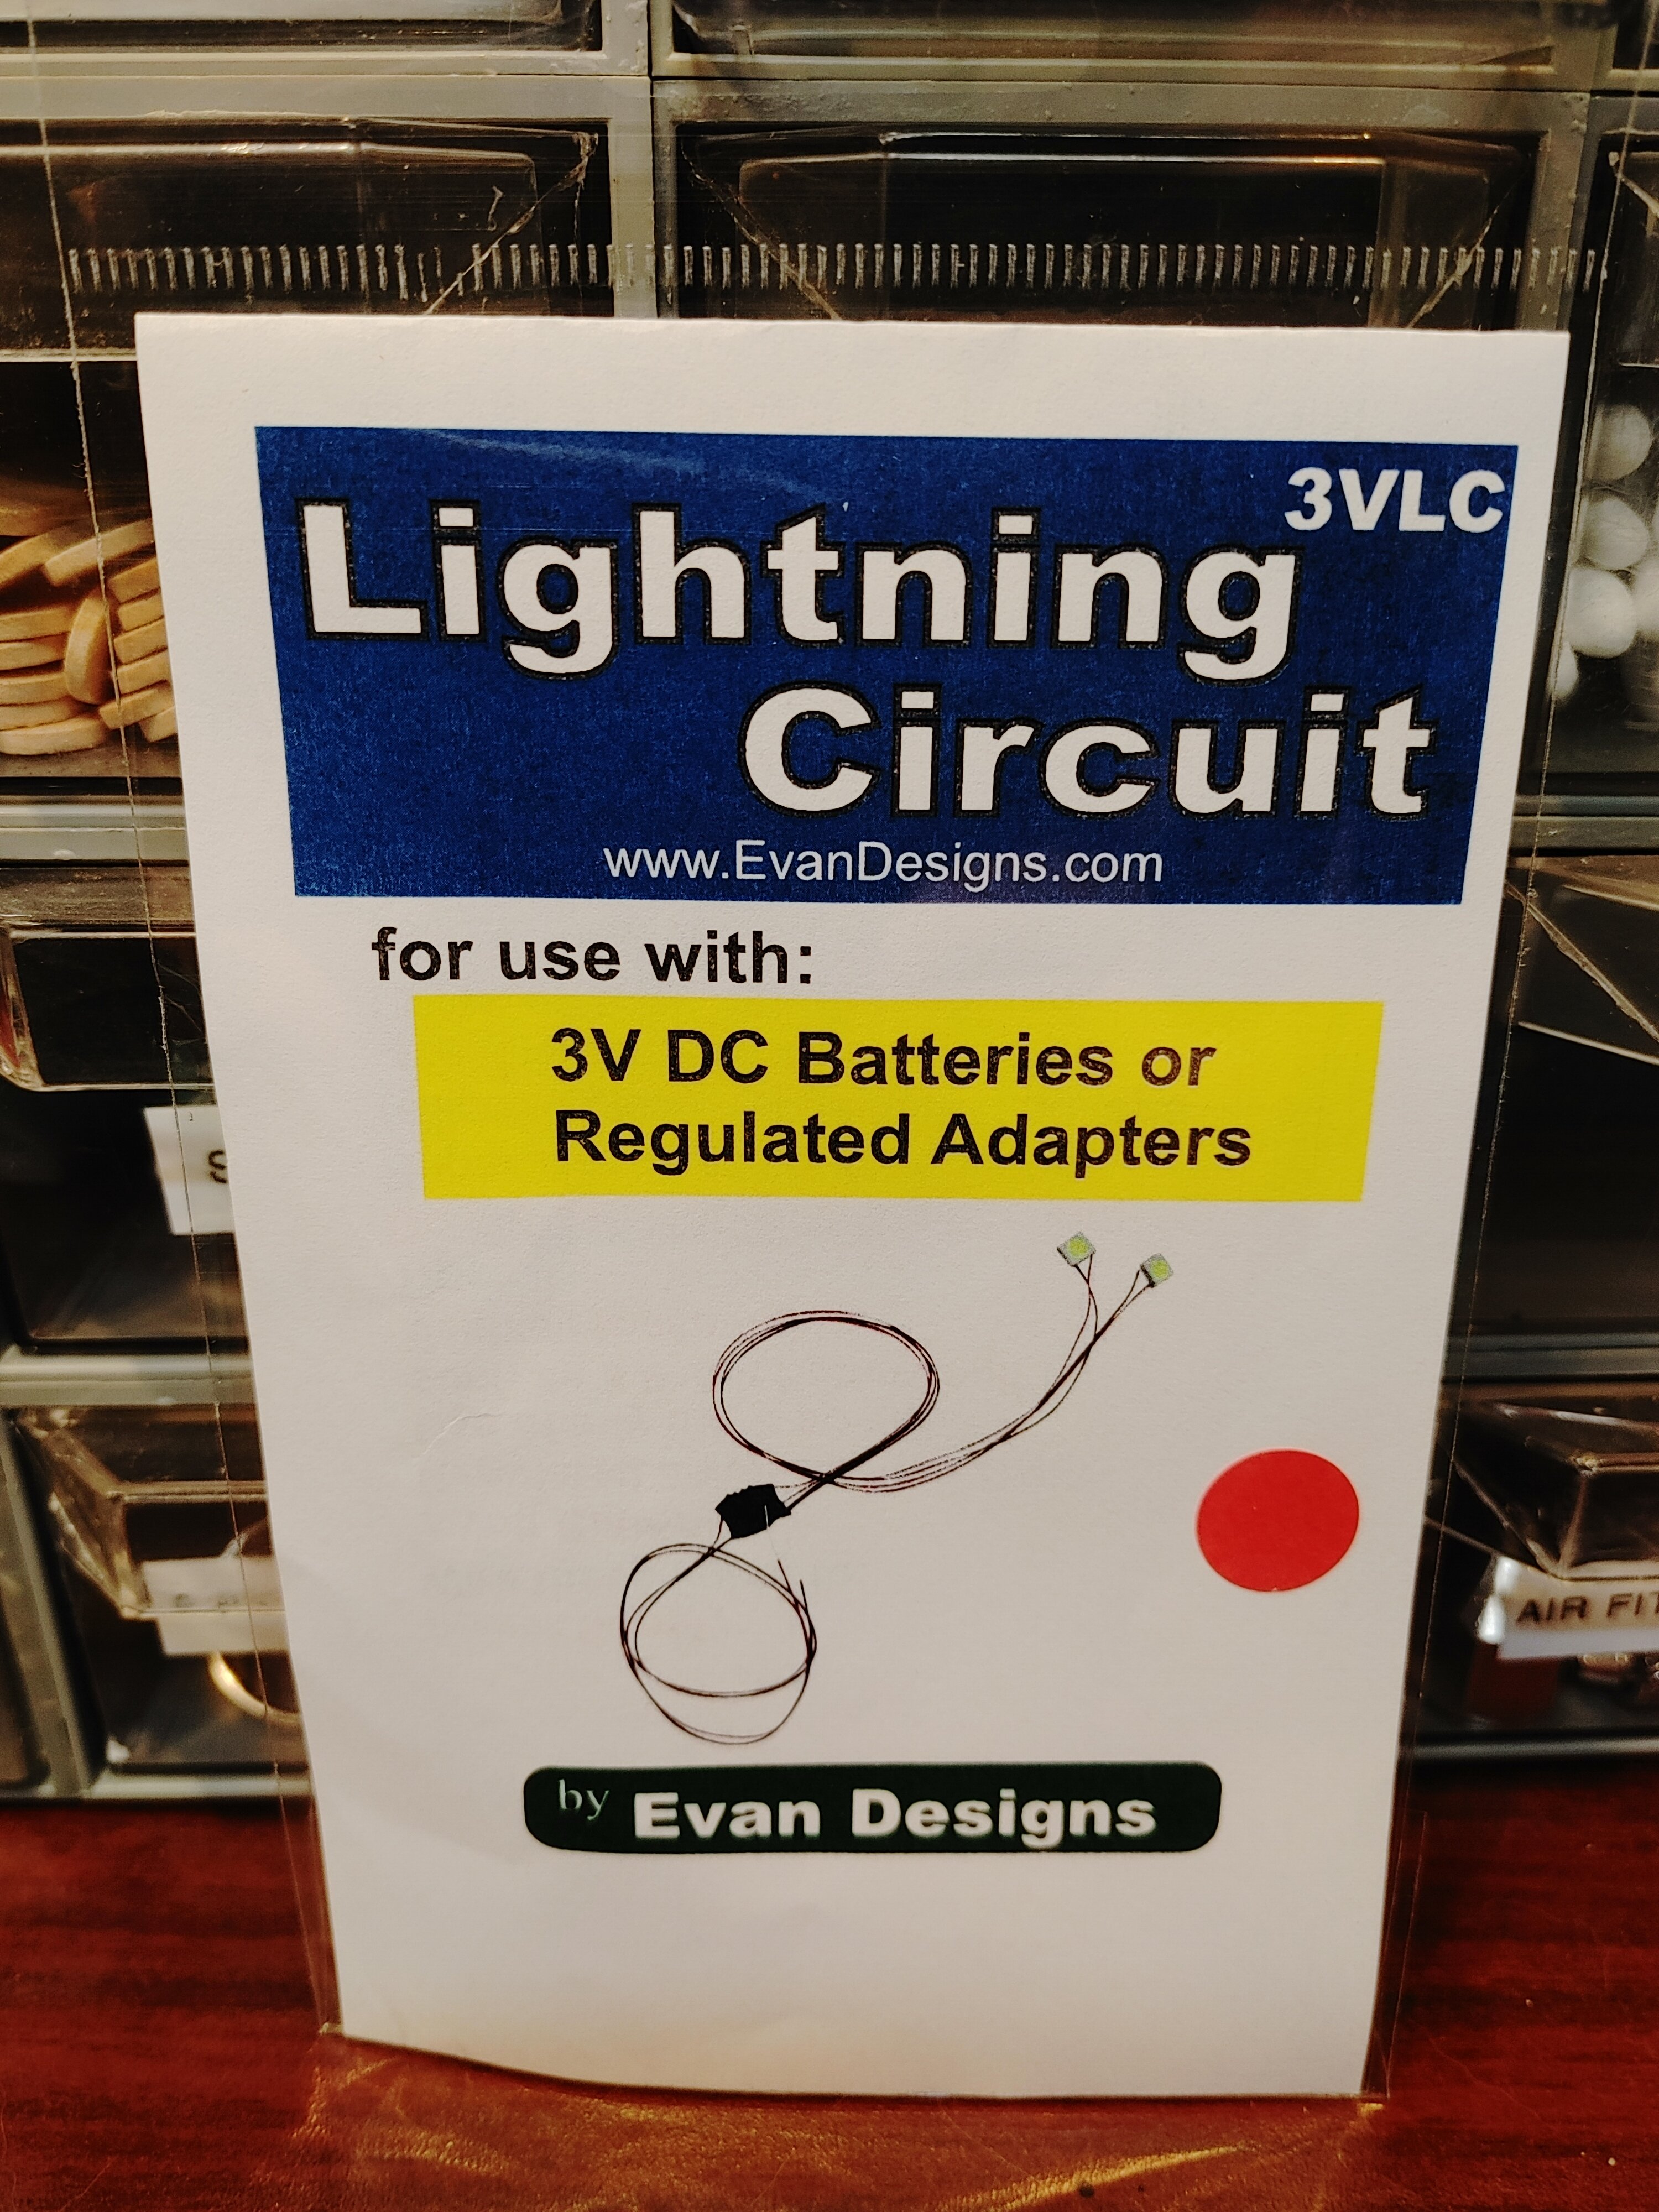 3VLC
Lightning
Circuit
www.EvanDesigns.com
for use with:
3V DC Batteries or
Regulated Adapters
by Evan Designs
AIR FIT